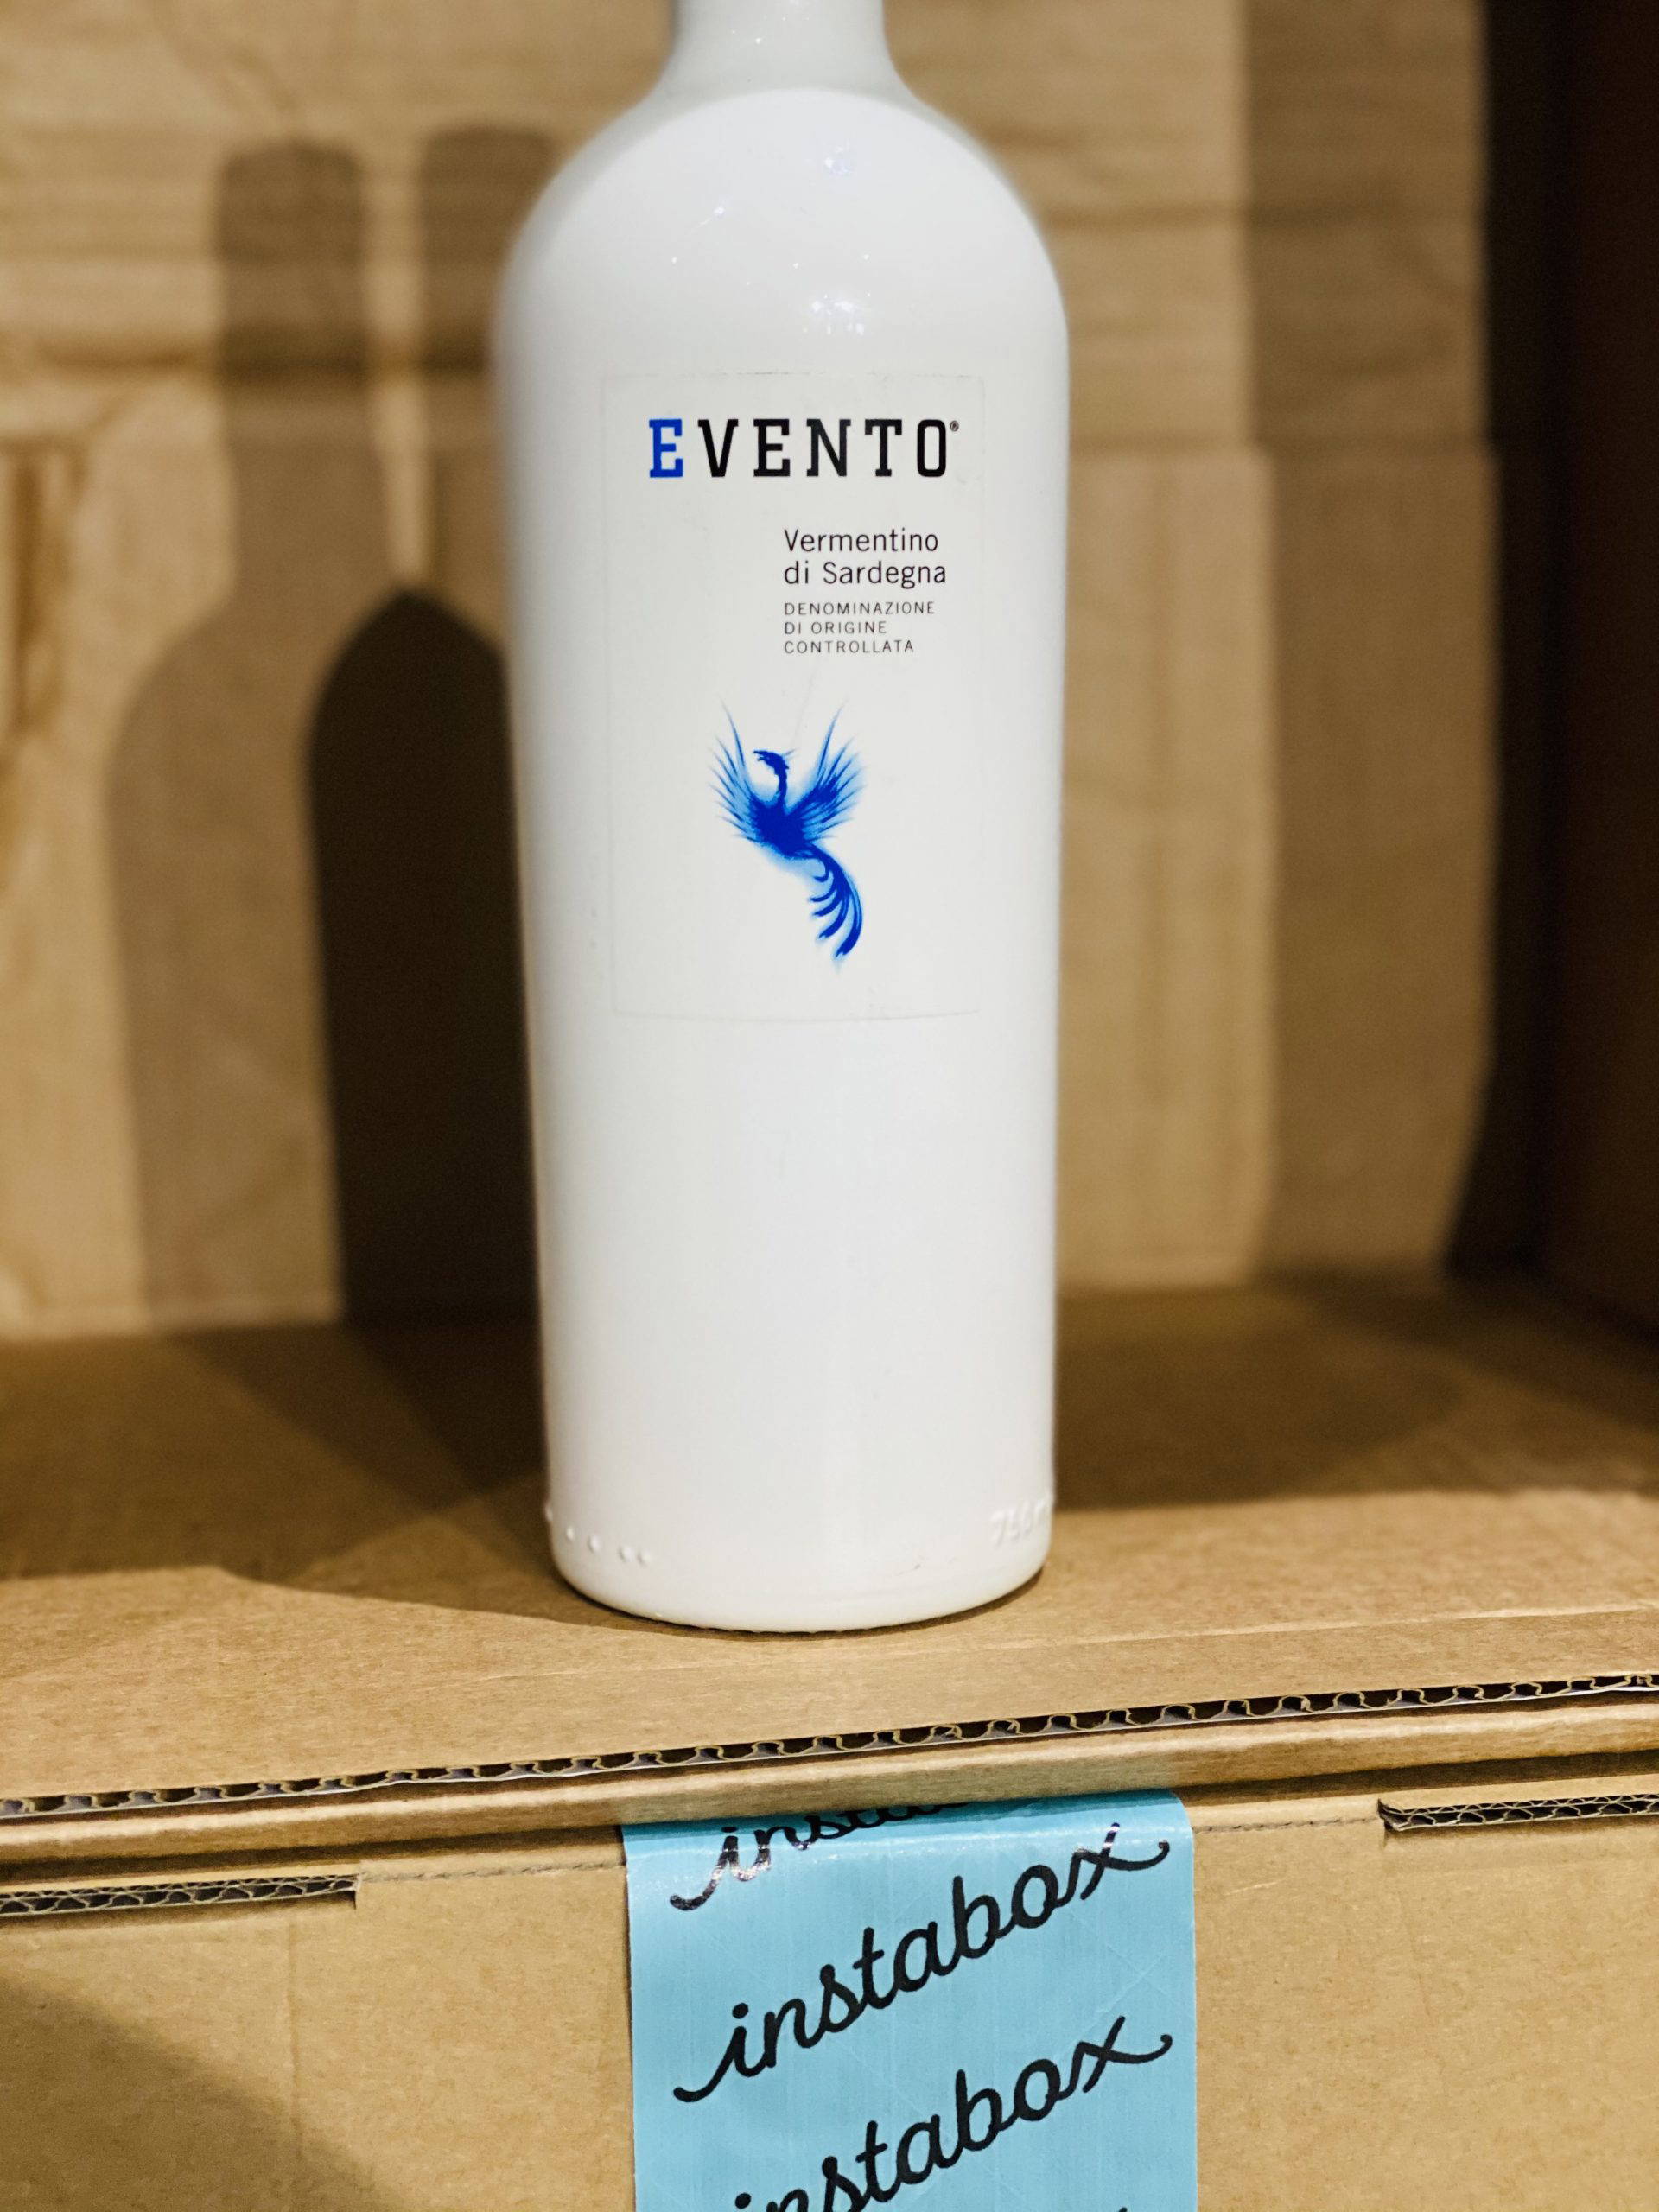 EVENTO®
Vermentino
di Sardegna
DENOMINAZIONE
DI ORIGINE
CONTROLLATA
instabox
instabox